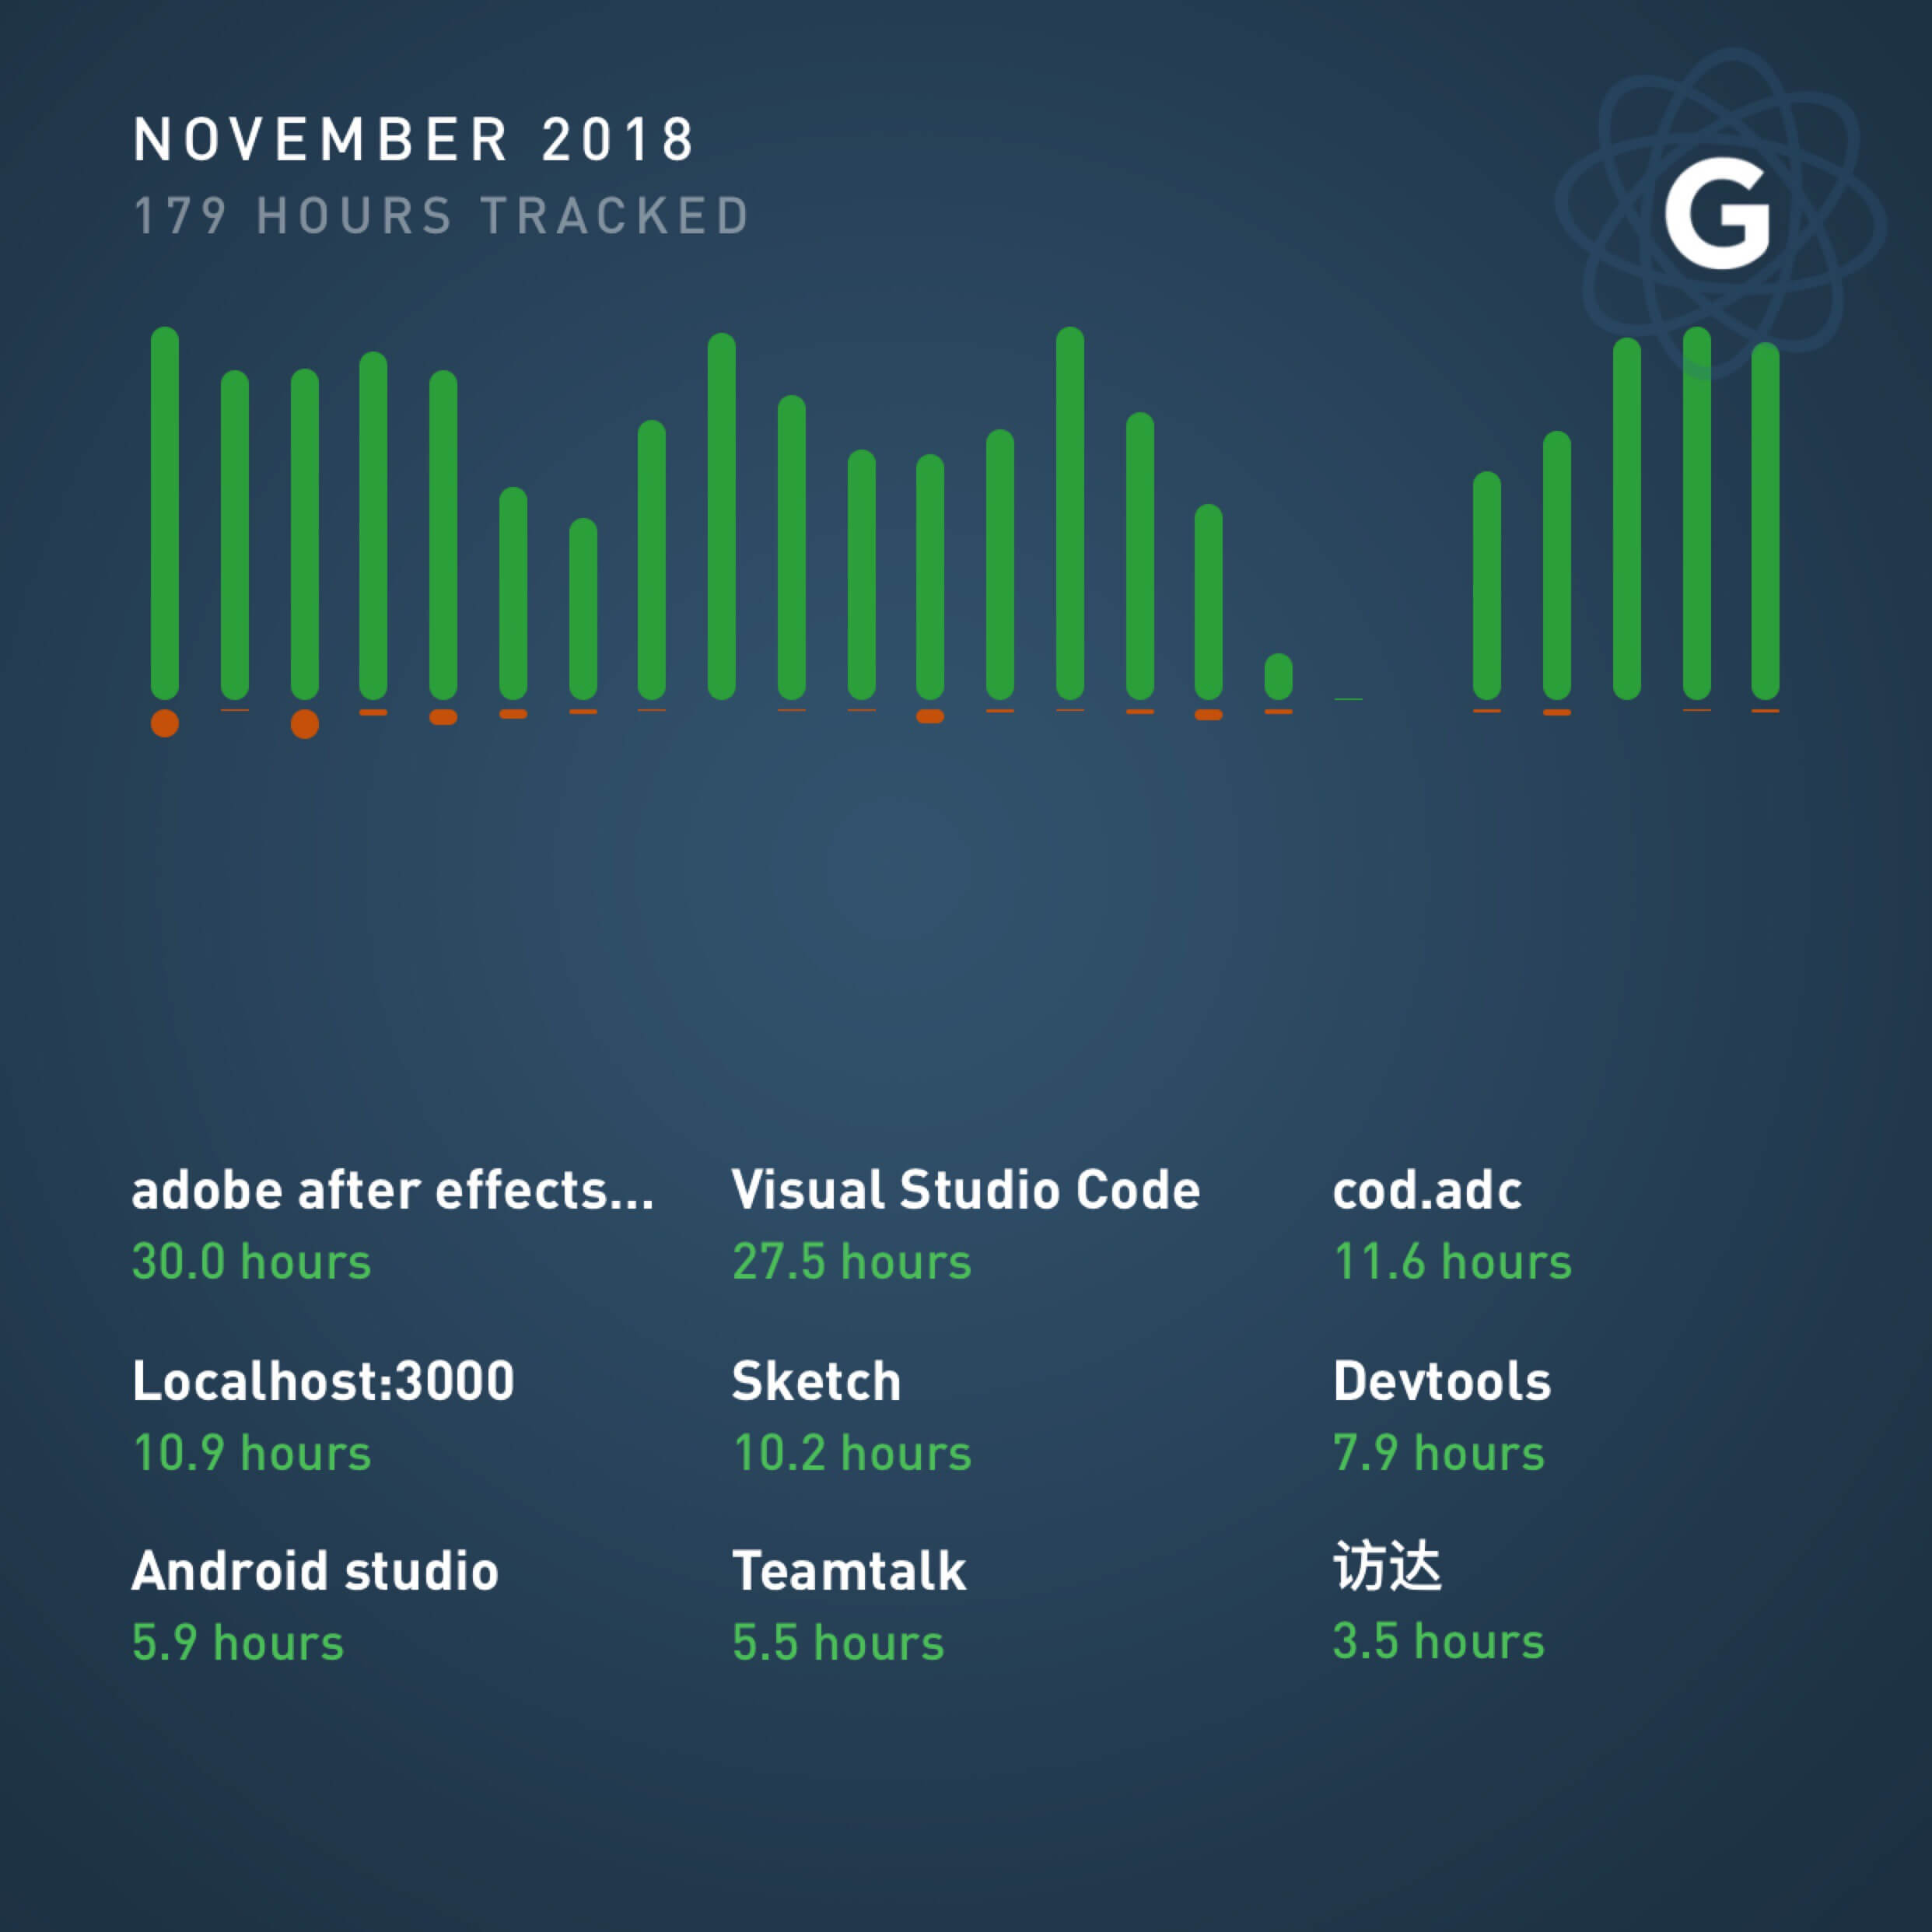 NOVEMBER 2018
179 HOURS TRACKED
G
adobe after effects...
30.0 hours
Visual Studio Code
27.5 hours
cod.adc
11.6 hours
Localhost:3000
10.9 hours
Sketch
10.2 hours
Devtools
7.9 hours
Android studio
5.9 hours
Teamtalk
5.5 hours
访达
3.5 hours